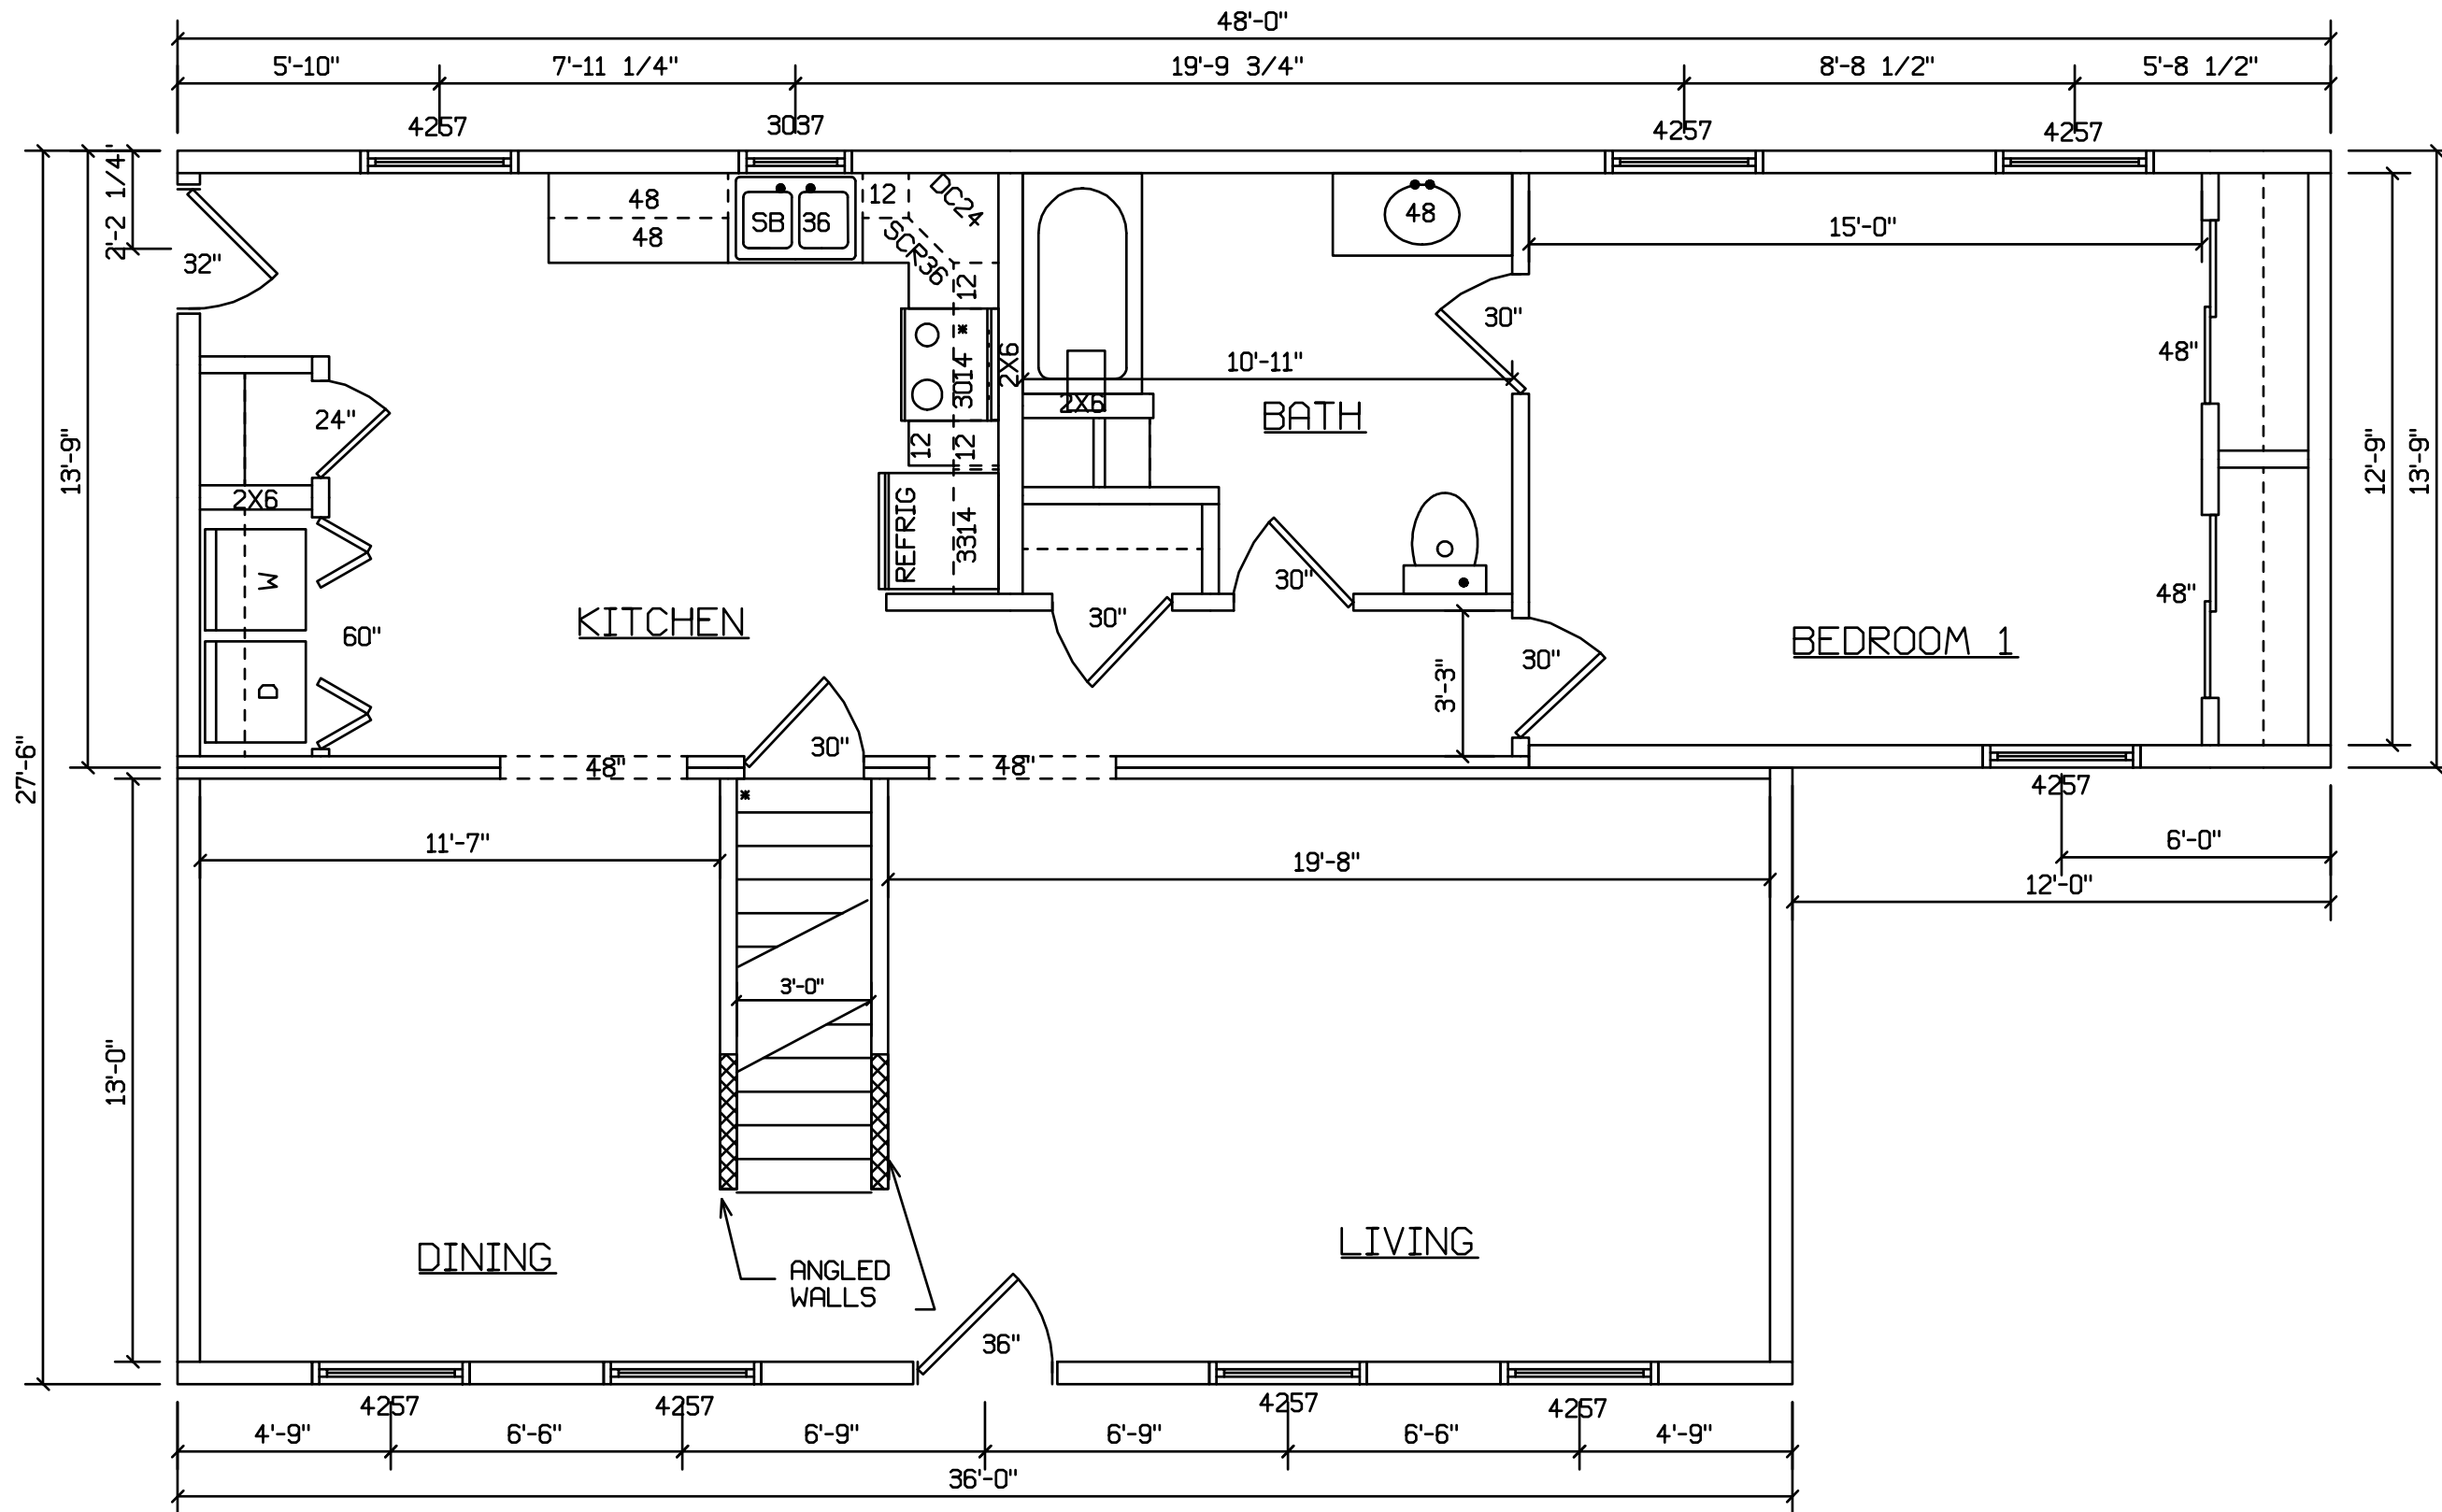 48'-0"
5'-10" 7'-11 1/4" 19'-9 3/4" 8'-8 1/2" 5'-8 1/2"
4257 3037 4257 4257
2'-2 1/4"
32"
48
48
SB 36
12
DC24
SCR36
12
48
15'-0"
30"
3014 *
2X6
10'-11"
48"
24"
2X6
BATH
12 12
13'-9"
12'-9"
13'-9"
2X6
REFRIG
3314
W
30"
30"
48"
KITCHEN
60"
30"
BEDROOM 1
D
3'-3"
30"
48"
48"
27'-6"
4257
*
11'-7"
19'-8"
6'-0"
12'-0"
3'-0"
13'-0"
DINING
LIVING
ANGLED
WALLS
36"
4257 4257 4257 4257
4'-9" 6'-6" 6'-9" 6'-9" 6'-6" 4'-9"
36'-0"